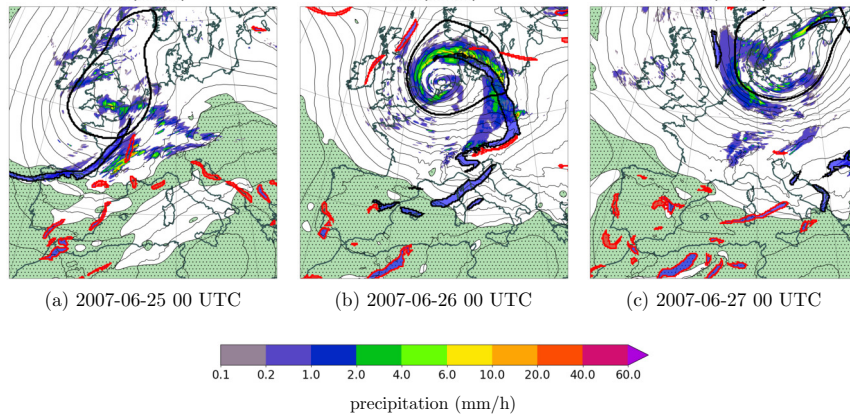 (a) 2007-06-25 00 UTC
(b) 2007-06-26 00 UTC
(c) 2007-06-27 00 UTC
0.1 0.2 1.0 2.0 4.0 6.0 10.0 20.0 40.0 60.0
precipitation (mm/h)